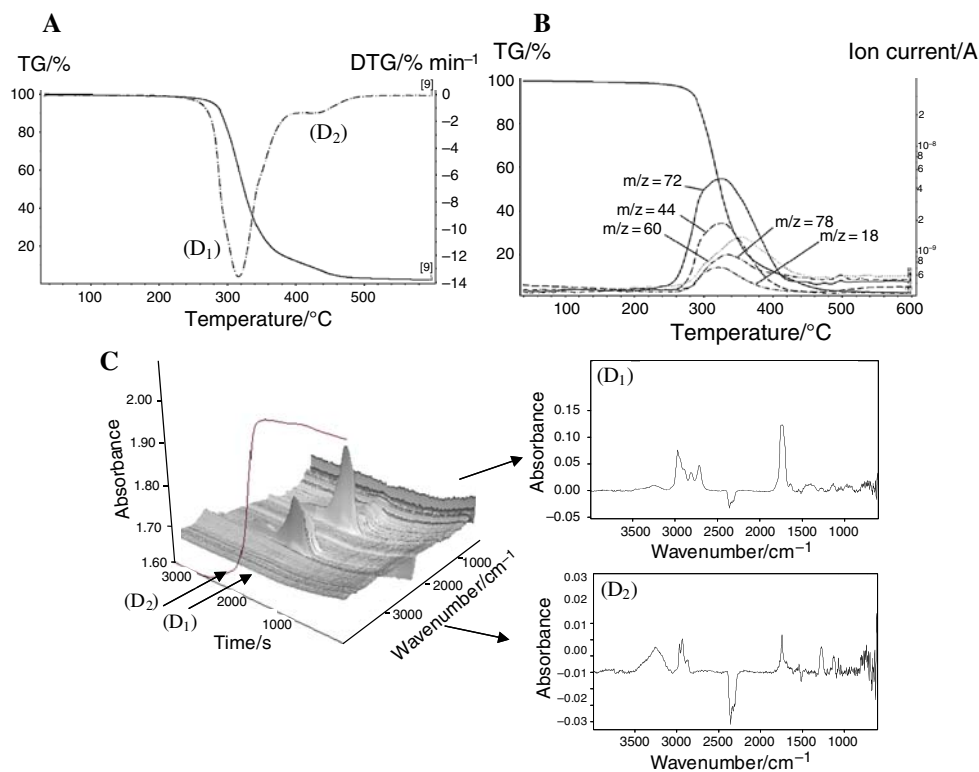 A
TG/%
DTG/% min⁻¹
[9]
100
80
60
40
20
0
−2
−4
−6
−8
−10
−12
−14
(D₂)
(D₁)
[9]
100 200 300 400 500
Temperature/°C
B
TG/%
Ion current/A
100
80
60
40
20
2
10⁻⁸
8
6
4
2
10⁻⁹
8
6
m/z = 72
m/z = 44
m/z = 60
m/z = 78
m/z = 18
100 200 300 400 500 600
Temperature/°C
C
Absorbance
2.00
1.90
1.80
1.70
1.60
3000
2000
1000
Time/s
(D₂)
(D₁)
1000
2000
3000
Wavenumber/cm⁻¹
(D₁)
Absorbance
0.15
0.10
0.05
0.00
−0.05
3500 3000 2500 2000 1500 1000
Wavenumber/cm⁻¹
(D₂)
Absorbance
0.03
0.01
0.01
0.00
−0.01
−0.01
−0.03
3500 3000 2500 2000 1500 1000
Wavenumber/cm⁻¹